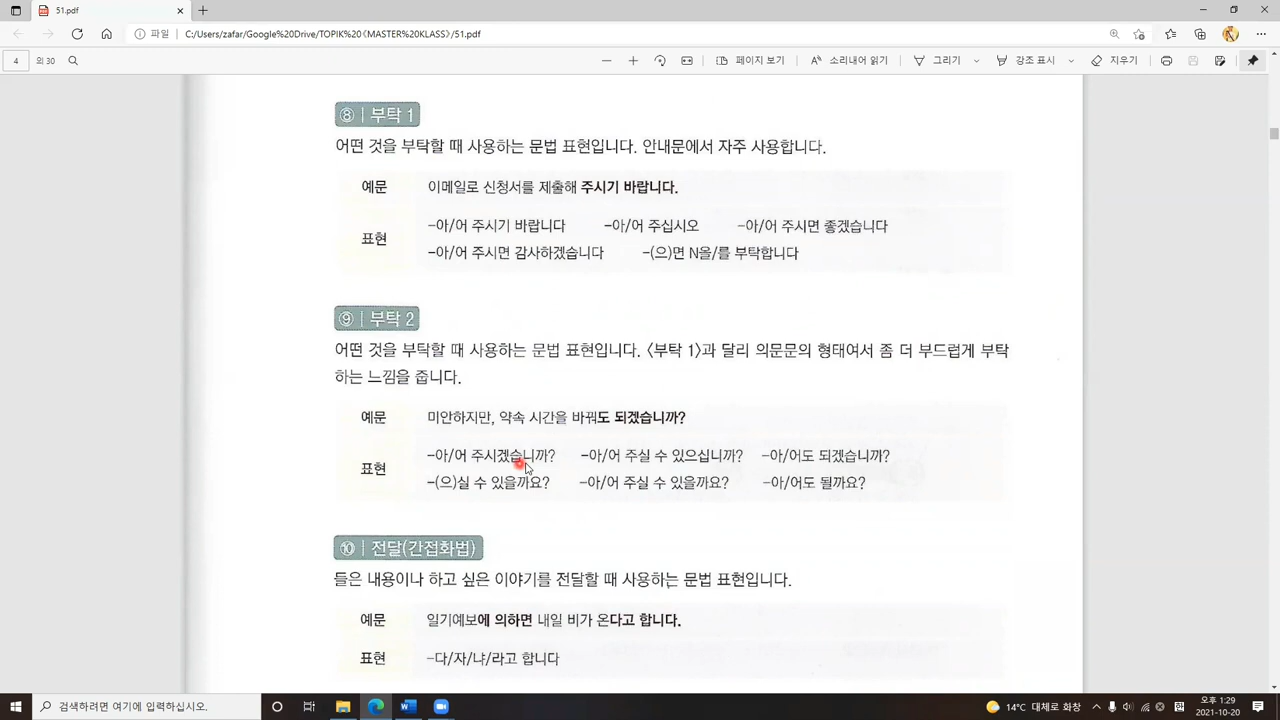 51.pdf
파일 C:/Users/zafar/Google%20Drive/TOPIK%20《MASTER%20KLASS》/51.pdf
4 의 30 페이지 보기 소리내어 읽기 그리기 강조 표시 지우기
⑧ | 부탁 1
어떤 것을 부탁할 때 사용하는 문법 표현입니다. 안내문에서 자주 사용합니다.
예문 이메일로 신청서를 제출해 주시기 바랍니다.
표현 -아/어 주시기 바랍니다 -아/어 주십시오 -아/어 주시면 좋겠습니다
-아/어 주시면 감사하겠습니다 -(으)면 N을/를 부탁합니다
⑨ | 부탁 2
어떤 것을 부탁할 때 사용하는 문법 표현입니다. 〈부탁 1〉과 달리 의문문의 형태여서 좀 더 부드럽게 부탁
하는 느낌을 줍니다.
예문 미안하지만, 약속 시간을 바꿔도 되겠습니까?
표현 -아/어 주시겠습니까? -아/어 주실 수 있으십니까? -아/어도 되겠습니까?
-(으)실 수 있을까요? -아/어 주실 수 있을까요? -아/어도 될까요?
⑩ | 전달(간접화법)
들은 내용이나 하고 싶은 이야기를 전달할 때 사용하는 문법 표현입니다.
예문 일기예보에 의하면 내일 비가 온다고 합니다.
표현 -다/자/냐/라고 합니다
검색하려면 여기에 입력하십시오. 14°C 대체로 화창 오후 1:29
2021-10-20